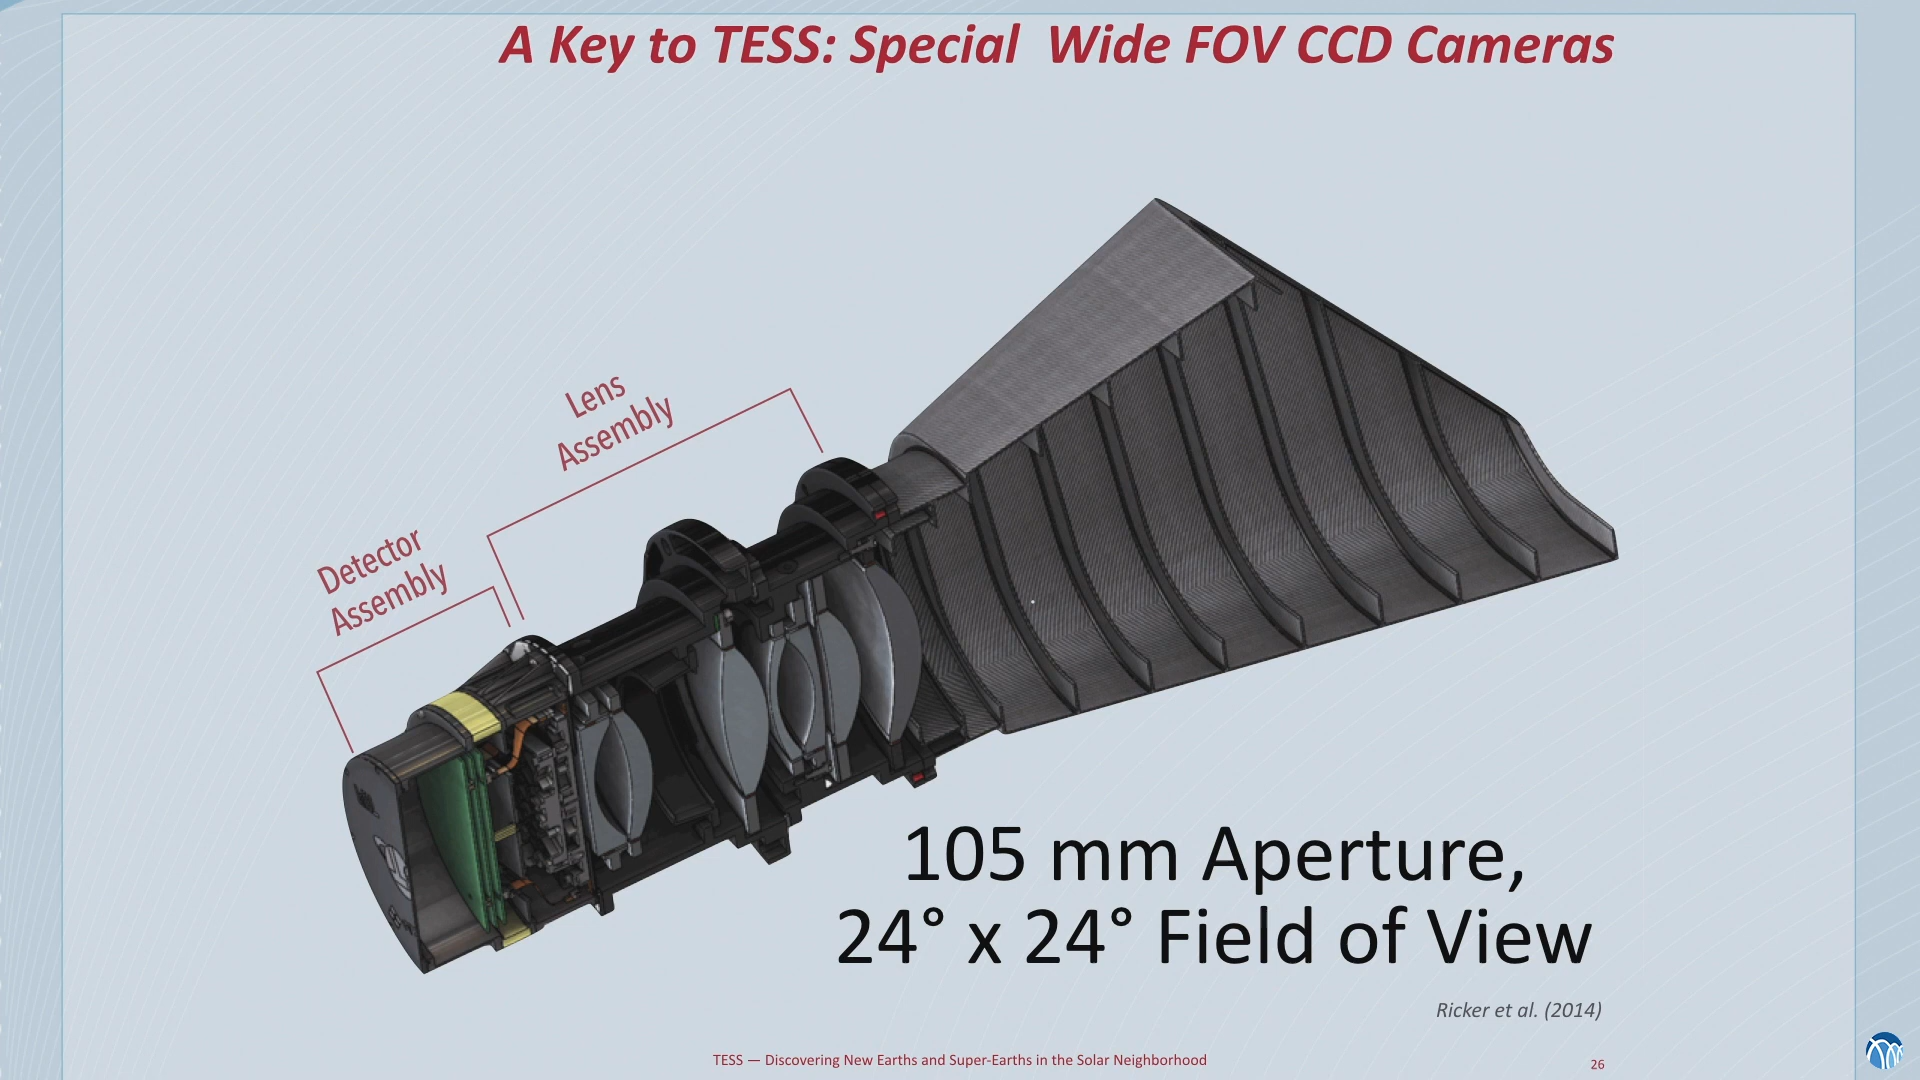 A Key to TESS: Special  Wide FOV CCD Cameras
Lens
Assembly
Detector
Assembly
105 mm Aperture,
24° x 24° Field of View
Ricker et al. (2014)
TESS — Discovering New Earths and Super-Earths in the Solar Neighborhood
26